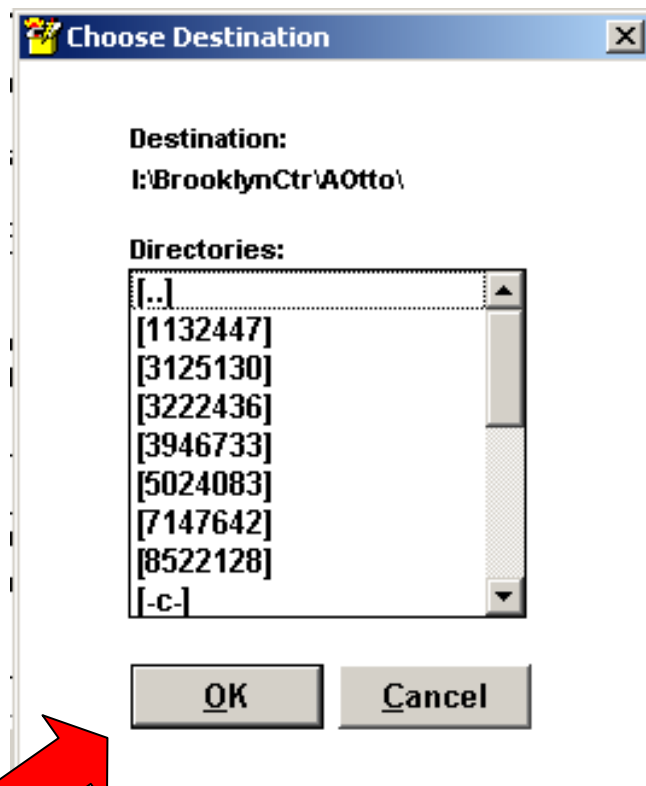 Choose Destination
Destination:
I:\BrooklynCtr\AOtto\
Directories:
[..]
[1132447]
[3125130]
[3222436]
[3946733]
[5024083]
[7147642]
[8522128]
[-c-]
OK Cancel